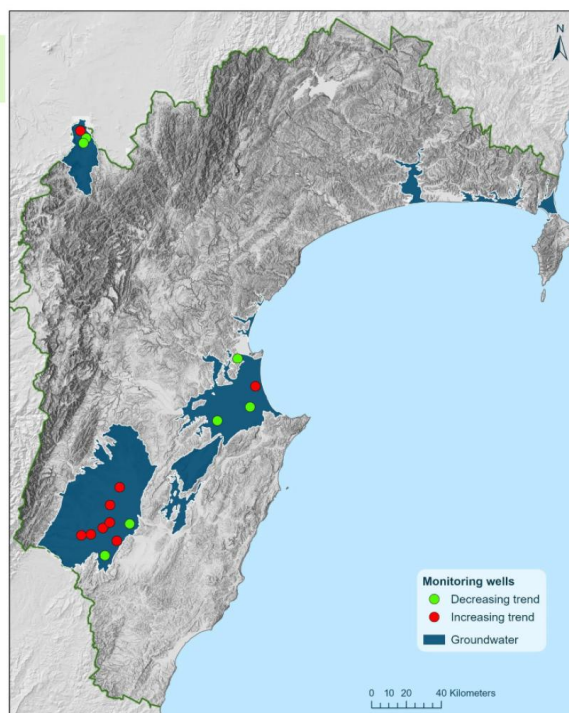 N
Monitoring wells
Decreasing trend
Increasing trend
Groundwater
0 10 20 40 Kilometers